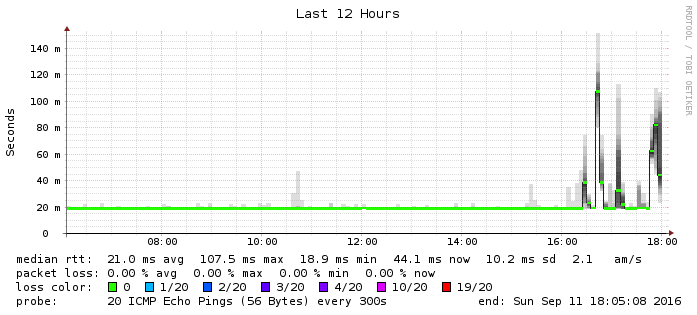 Last 12 Hours
RRDTOOL / TOBI OETIKER
Seconds
140 m
120 m
100 m
80 m
60 m
40 m
20 m
0
08:00 10:00 12:00 14:00 16:00 18:00
median rtt: 21.0 ms avg 107.5 ms max 18.9 ms min 44.1 ms now 10.2 ms sd 2.1 am/s
packet loss: 0.00 % avg 0.00 % max 0.00 % min 0.00 % now
loss color: 0 1/20 2/20 3/20 4/20 10/20 19/20
probe: 20 ICMP Echo Pings (56 Bytes) every 300s end: Sun Sep 11 18:05:08 2016